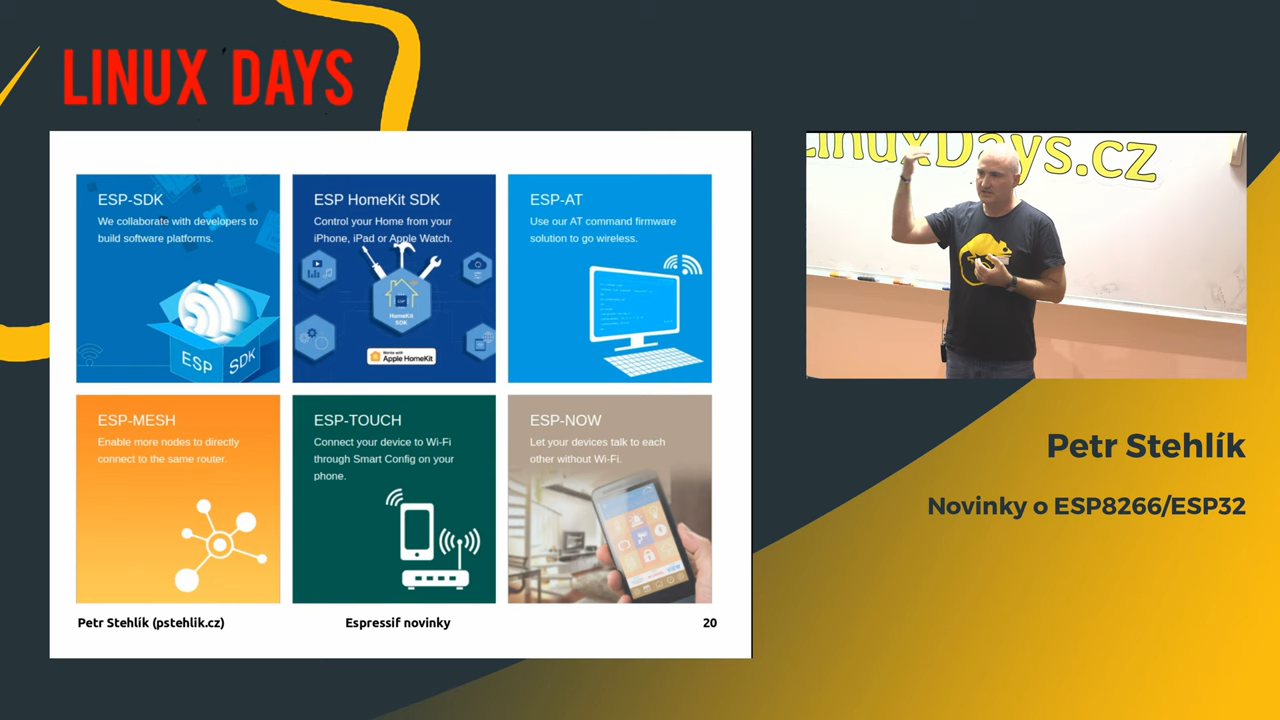 LINUX DAYS
ESP-SDK
We collaborate with developers to
build software platforms.
ESP
SDK
ESP HomeKit SDK
Control your Home from your
iPhone, iPad or Apple Watch.
ESP
HomeKit
SDK
Works with
Apple HomeKit
ESP-AT
Use our AT command firmware
solution to go wireless.
ESP-MESH
Enable more nodes to directly
connect to the same router.
ESP-TOUCH
Connect your device to Wi-Fi
through Smart Config on your
phone.
ESP-NOW
Let your devices talk to each
other without Wi-Fi.
Petr Stehlík (pstehlik.cz)
Espressif novinky
20
LinuxDays.cz
Petr Stehlík
Novinky o ESP8266/ESP32